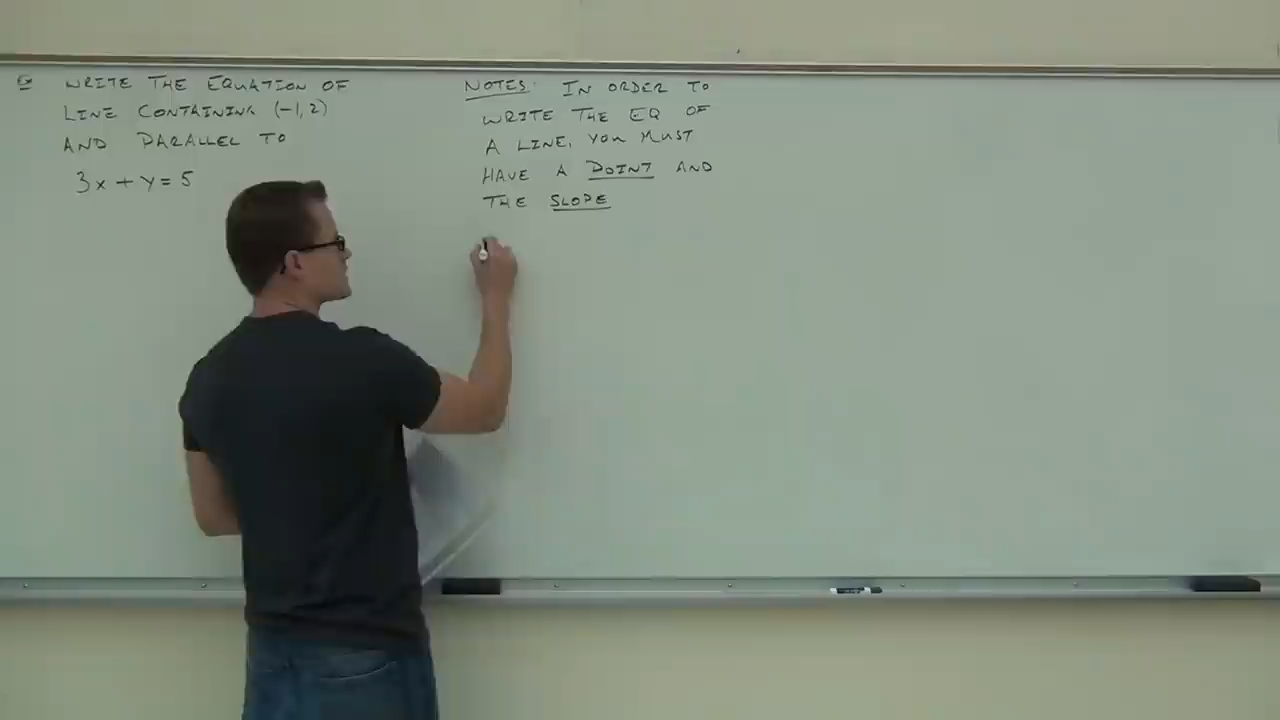 Ex WRITE THE EQUATION OF
LINE CONTAINING (-1,2)
AND PARALLEL TO
3x + y = 5
NOTES: IN ORDER TO
WRITE THE EQ OF
A LINE, YOU MUST
HAVE A POINT AND
THE SLOPE